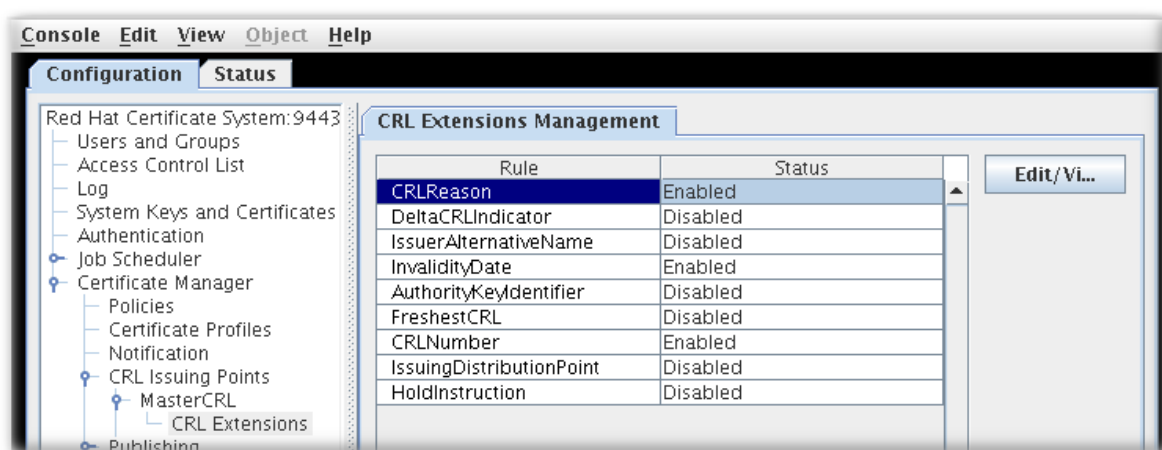 Console Edit View Object Help
Configuration Status
Red Hat Certificate System:9443
Users and Groups
Access Control List
Log
System Keys and Certificates
Authentication
Job Scheduler
Certificate Manager
Policies
Certificate Profiles
Notification
CRL Issuing Points
MasterCRL
CRL Extensions
Publishing
CRL Extensions Management
Rule Status
CRLReason Enabled
DeltaCRLIndicator Disabled
IssuerAlternativeName Disabled
InvalidityDate Enabled
AuthorityKeyIdentifier Disabled
FreshestCRL Disabled
CRLNumber Enabled
IssuingDistributionPoint Disabled
HoldInstruction Disabled
Edit/Vi...